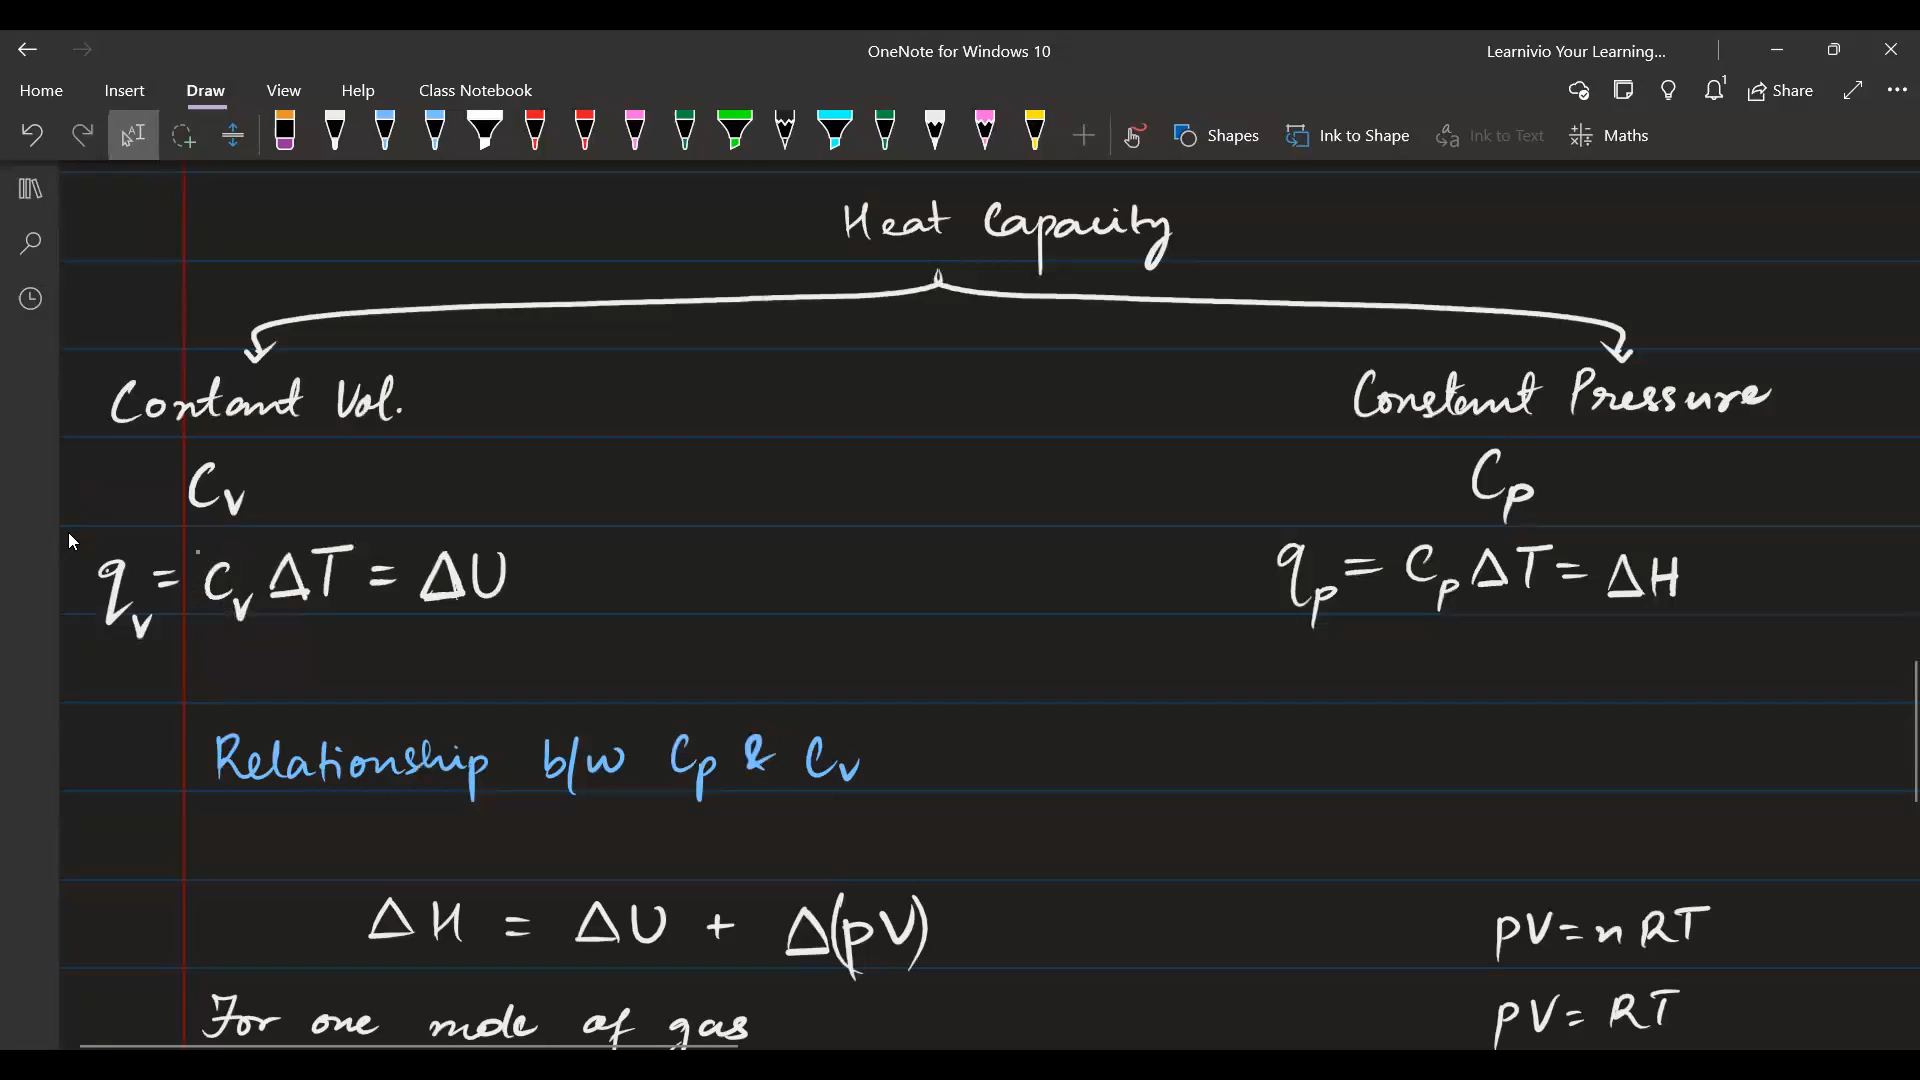 OneNote for Windows 10
Learnivio Your Learning...
Home Insert Draw View Help Class Notebook
1
Share
Shapes Ink to Shape Ink to Text Maths
Heat Capacity
Contant Vol. Constant Pressure
Cv Cp
qv = Cv ΔT = ΔU qp = Cp ΔT = ΔH
Relationship b/w Cp & Cv
ΔH = ΔU + Δ(pV) pV = nRT
For one mole of gas pV = RT